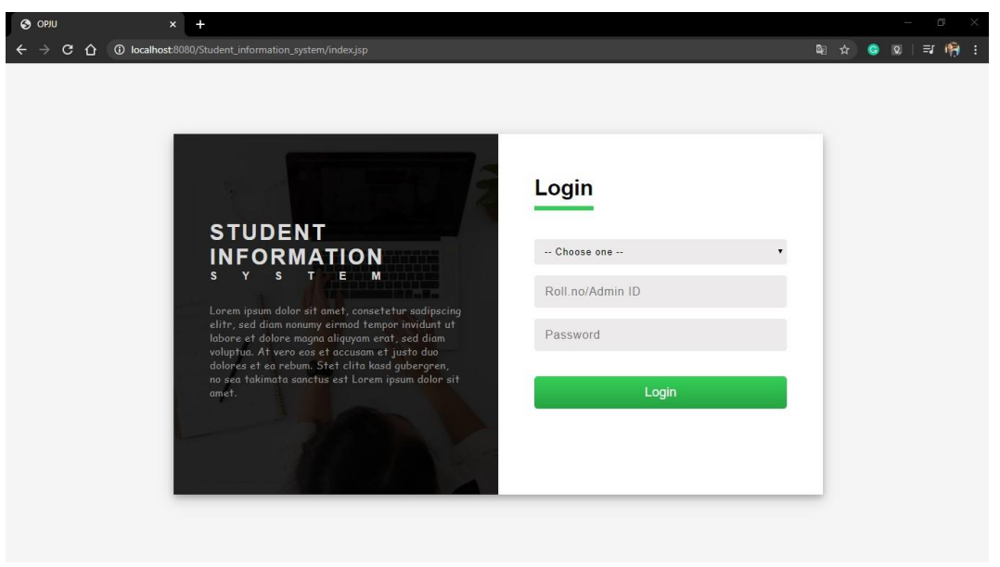 OPJU
localhost:8080/Student_information_system/index.jsp
STUDENT
INFORMATION
SYSTEM
Lorem ipsum dolor sit amet, consetetur sadipscing
elitr, sed diam nonumy eirmod tempor invidunt ut
labore et dolore magna aliquyam erat, sed diam
voluptua. At vero eos et accusam et justo duo
dolores et ea rebum. Stet clita kasd gubergren,
no sea takimata sanctus est Lorem ipsum dolor sit
amet.
Login
-- Choose one --
Roll.no/Admin ID
Password
Login